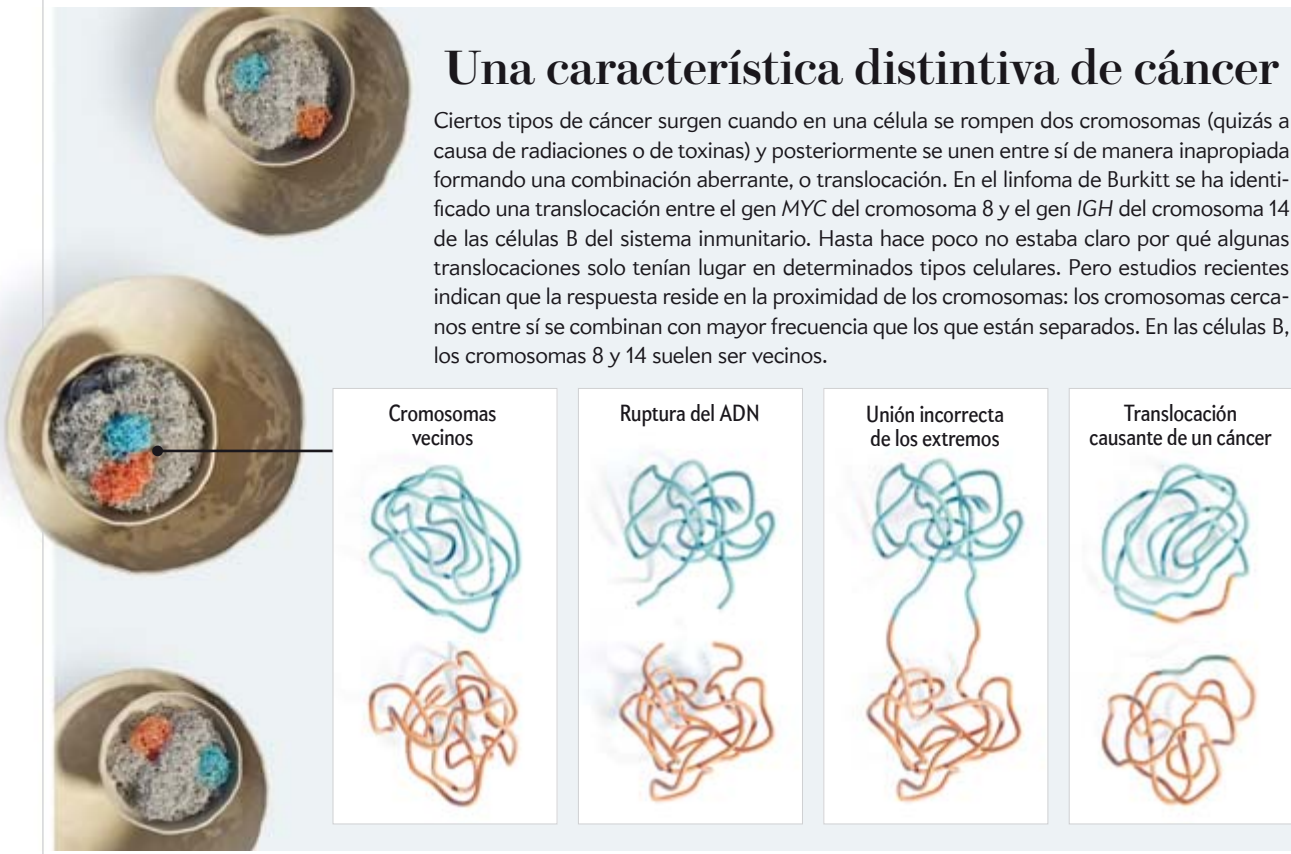 Una característica distintiva de cáncer
Ciertos tipos de cáncer surgen cuando en una célula se rompen dos cromosomas (quizás a
causa de radiaciones o de toxinas) y posteriormente se unen entre sí de manera inapropiada
formando una combinación aberrante, o translocación. En el linfoma de Burkitt se ha identi-
ficado una translocación entre el gen MYC del cromosoma 8 y el gen IGH del cromosoma 14
de las células B del sistema inmunitario. Hasta hace poco no estaba claro por qué algunas
translocaciones solo tenían lugar en determinados tipos celulares. Pero estudios recientes
indican que la respuesta reside en la proximidad de los cromosomas: los cromosomas cerca-
nos entre sí se combinan con mayor frecuencia que los que están separados. En las células B,
los cromosomas 8 y 14 suelen ser vecinos.
Cromosomas
vecinos
Ruptura del ADN
Unión incorrecta
de los extremos
Translocación
causante de un cáncer